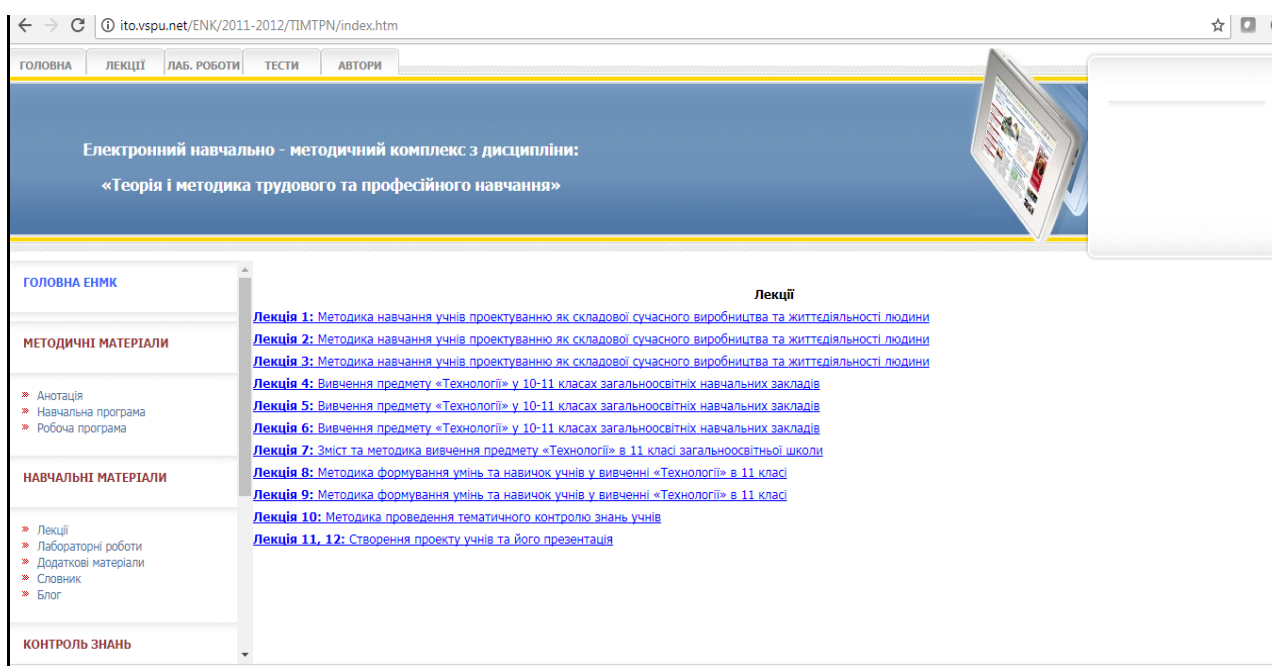 ito.vspu.net/ENK/2011-2012/TIMTPN/index.htm
ГОЛОВНА ЛЕКЦІЇ ЛАБ. РОБОТИ ТЕСТИ АВТОРИ
Електронний навчально - методичний комплекс з дисципліни:
«Теорія і методика трудового та професійного навчання»
ГОЛОВНА ЕНМК
МЕТОДИЧНІ МАТЕРІАЛИ
Анотація
Навчальна програма
Робоча програма
НАВЧАЛЬНІ МАТЕРІАЛИ
Лекції
Лабораторні роботи
Додаткові матеріали
Словник
Блог
КОНТРОЛЬ ЗНАНЬ
Лекції
Лекція 1: Методика навчання учнів проектуванню як складової сучасного виробництва та життєдіяльності людини
Лекція 2: Методика навчання учнів проектуванню як складової сучасного виробництва та життєдіяльності людини
Лекція 3: Методика навчання учнів проектуванню як складової сучасного виробництва та життєдіяльності людини
Лекція 4: Вивчення предмету «Технології» у 10-11 класах загальноосвітніх навчальних закладів
Лекція 5: Вивчення предмету «Технології» у 10-11 класах загальноосвітніх навчальних закладів
Лекція 6: Вивчення предмету «Технології» у 10-11 класах загальноосвітніх навчальних закладів
Лекція 7: Зміст та методика вивчення предмету «Технології» в 11 класі загальноосвітньої школи
Лекція 8: Методика формування умінь та навичок учнів у вивченні «Технології» в 11 класі
Лекція 9: Методика формування умінь та навичок учнів у вивченні «Технології» в 11 класі
Лекція 10: Методика проведення тематичного контролю знань учнів
Лекція 11, 12: Створення проекту учнів та його презентація